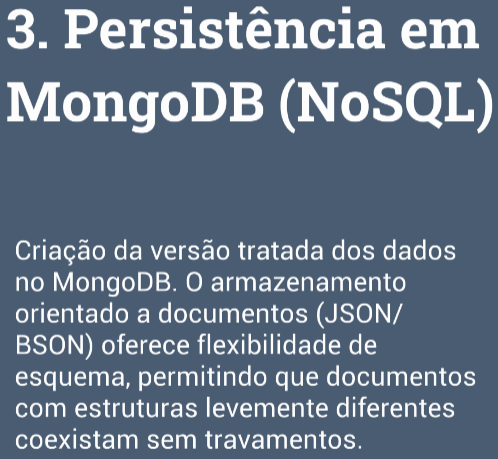 3. Persistência em
MongoDB (NoSQL)
Criação da versão tratada dos dados
no MongoDB. O armazenamento
orientado a documentos (JSON/
BSON) oferece flexibilidade de
esquema, permitindo que documentos
com estruturas levemente diferentes
coexistam sem travamentos.